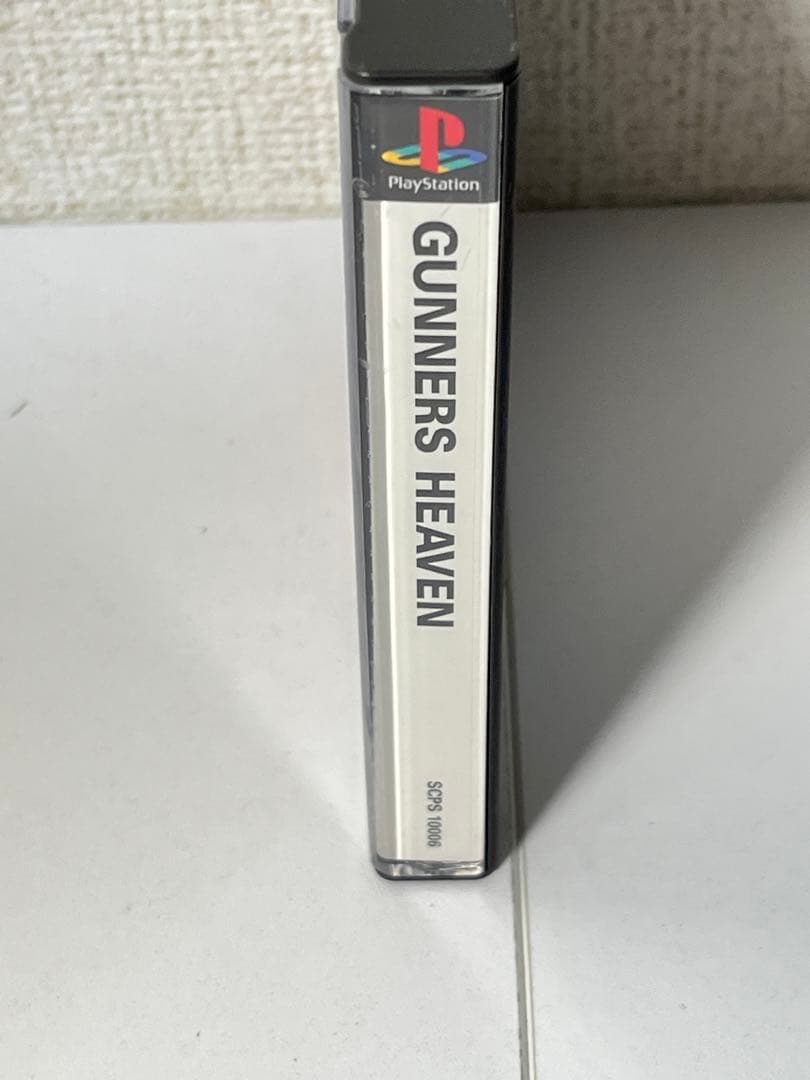 PlayStation
GUNNERS HEAVEN
SCPS 10006